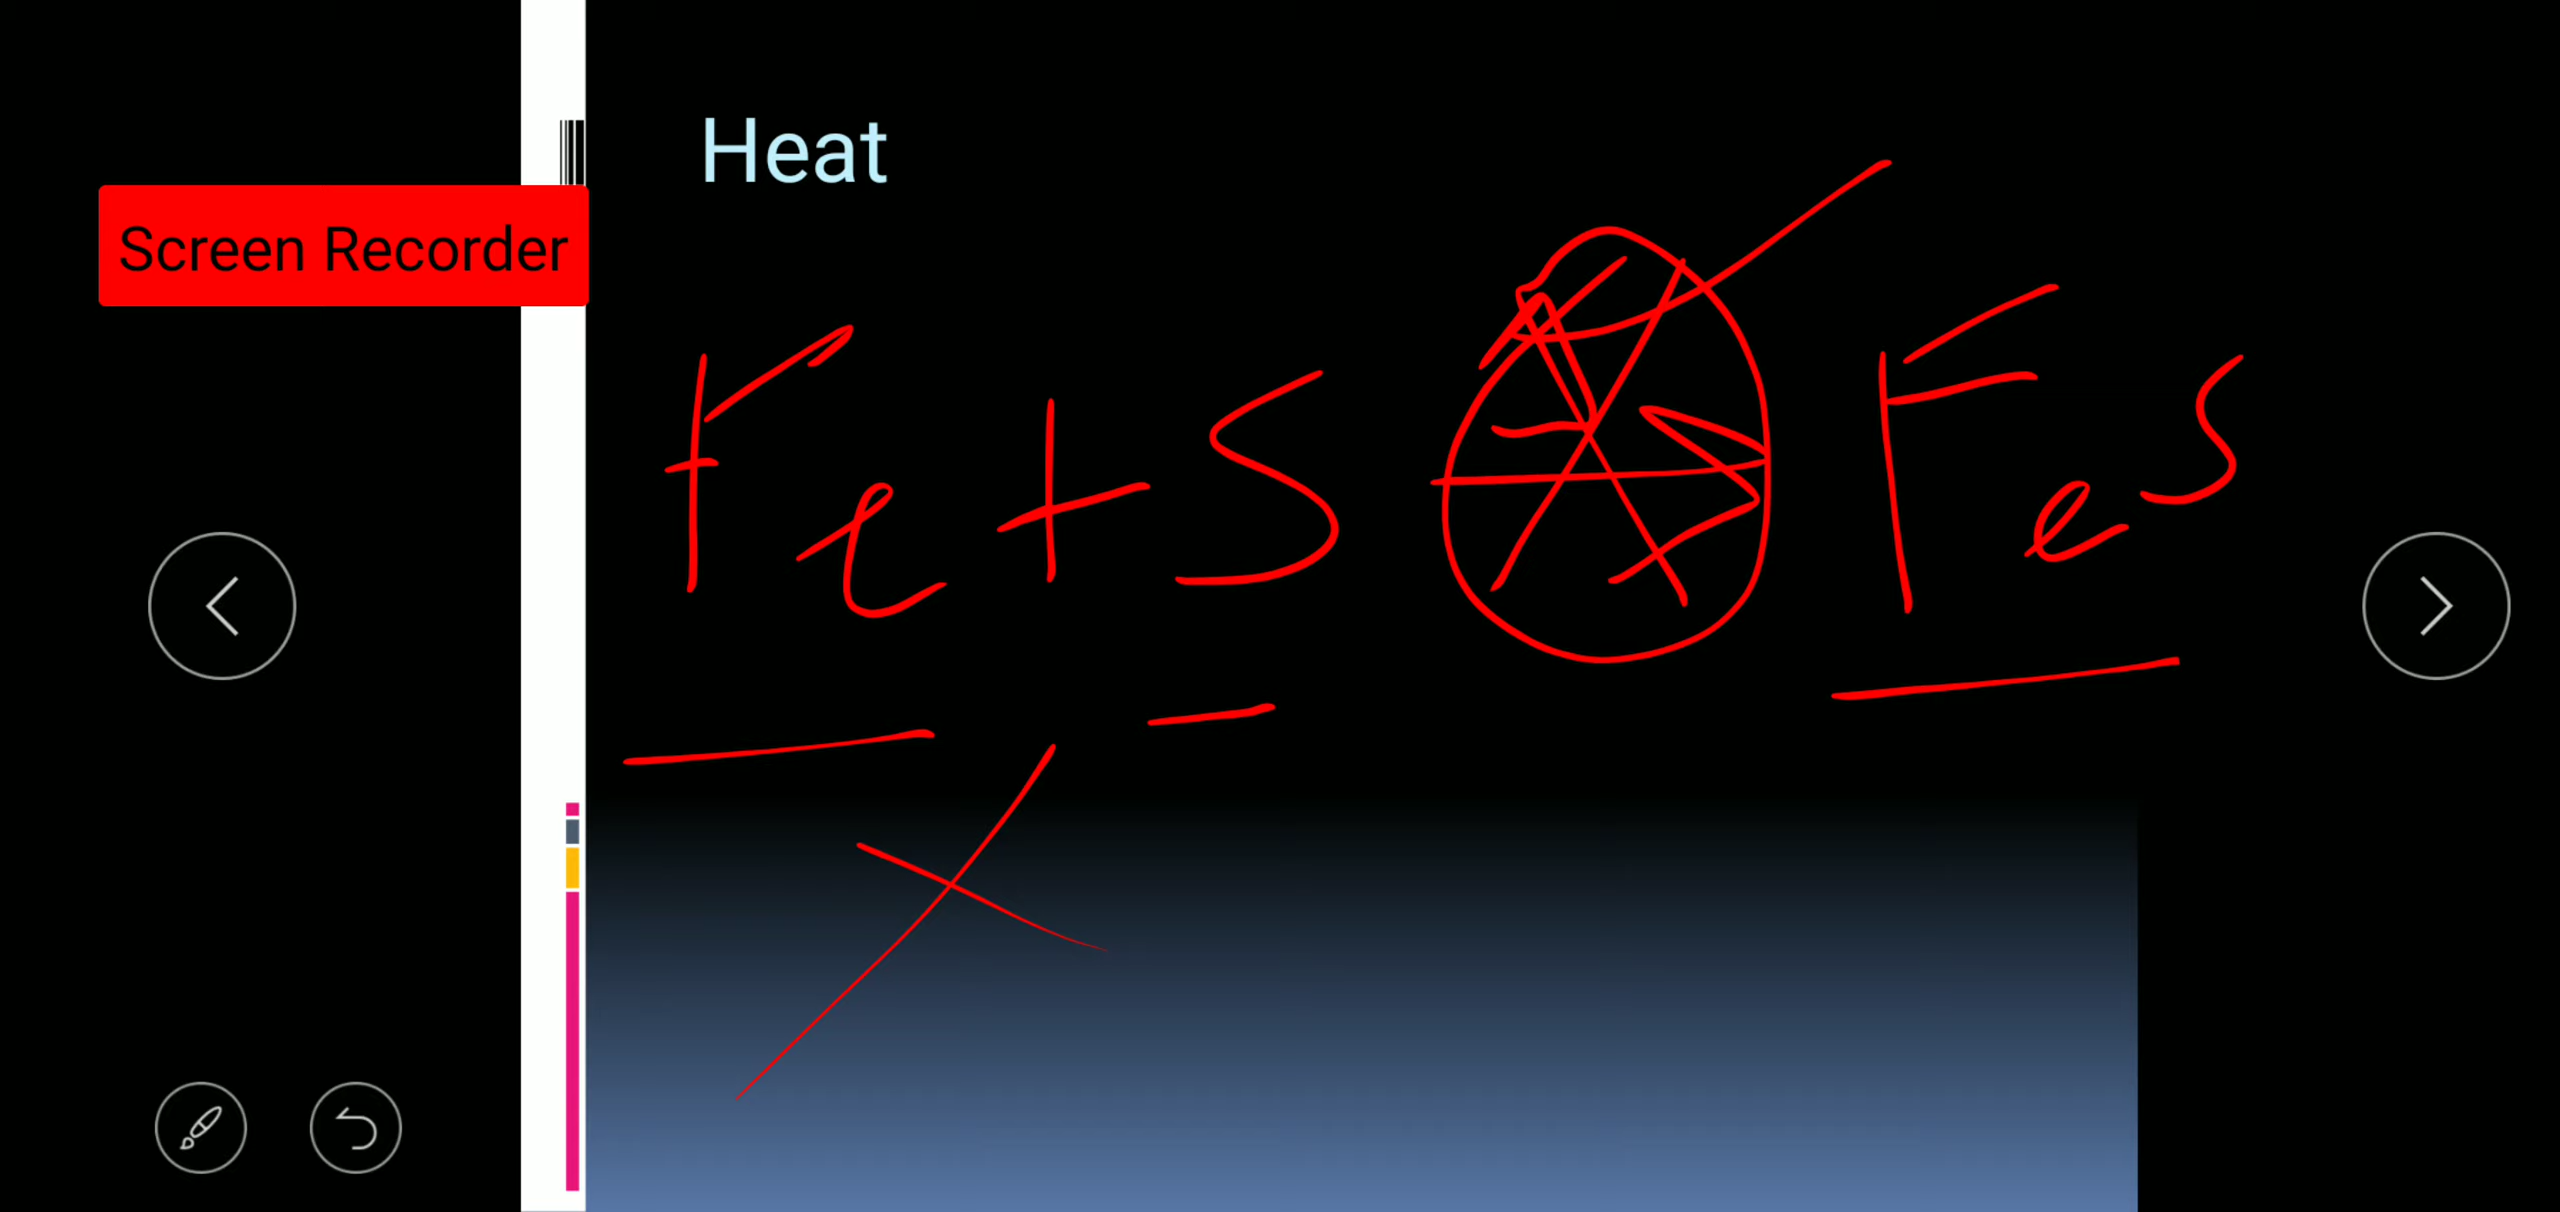 Heat
Screen Recorder
Fe + S → FeS